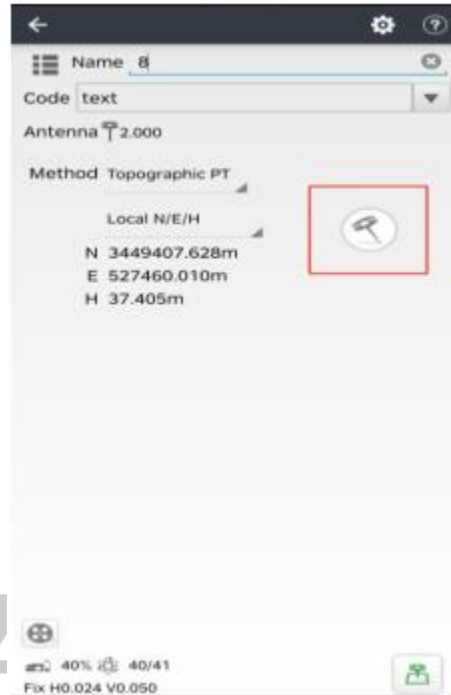 Name 8
Code text
Antenna 2.000
Method Topographic PT
Local N/E/H
N 3449407.628m
E 527460.010m
H 37.405m
40% 40/41
Fix H0.024 V0.050